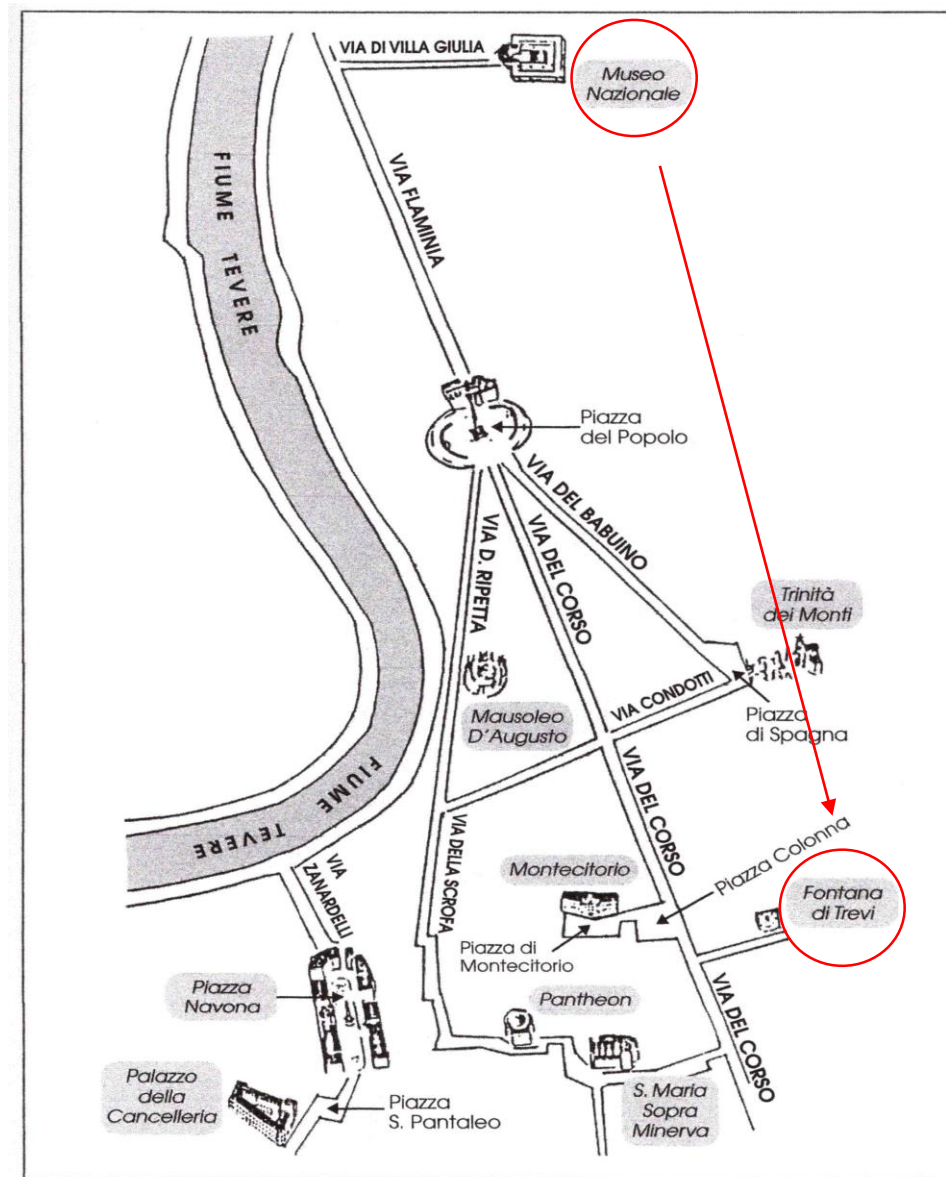 VIA DI VILLA GIULIA
Museo
Nazionale
FIUME TEVERE
VIA FLAMINIA
Piazza
del Popolo
VIA DEL BABUINO
VIA D. RIPETTA
VIA DEL CORSO
Trinità
dei Monti
VIA CONDOTTI
Mausoleo
D'Augusto
Piazza
di Spagna
FIUME
TEVERE
VIA DEL CORSO
VIA DELLA SCROFA
Piazza Colonna
VIA
ZANARDELLI
Montecitorio
Fontana
di Trevi
Piazza di
Montecitorio
Piazza
Navona
Pantheon
VIA DEL CORSO
Palazzo
della
Cancelleria
Piazza
S. Pantaleo
S. Maria
Sopra
Minerva